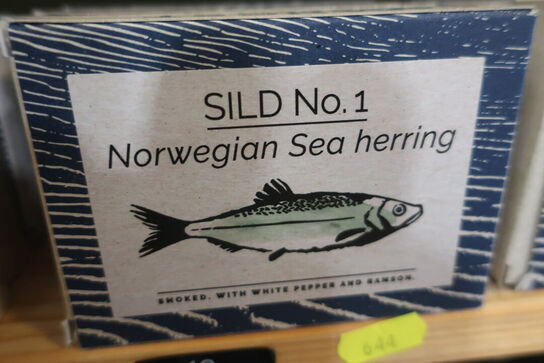 SILD No. 1
Norwegian Sea herring
SMOKED. WITH WHITE PEPPER AND RAMSON.
644